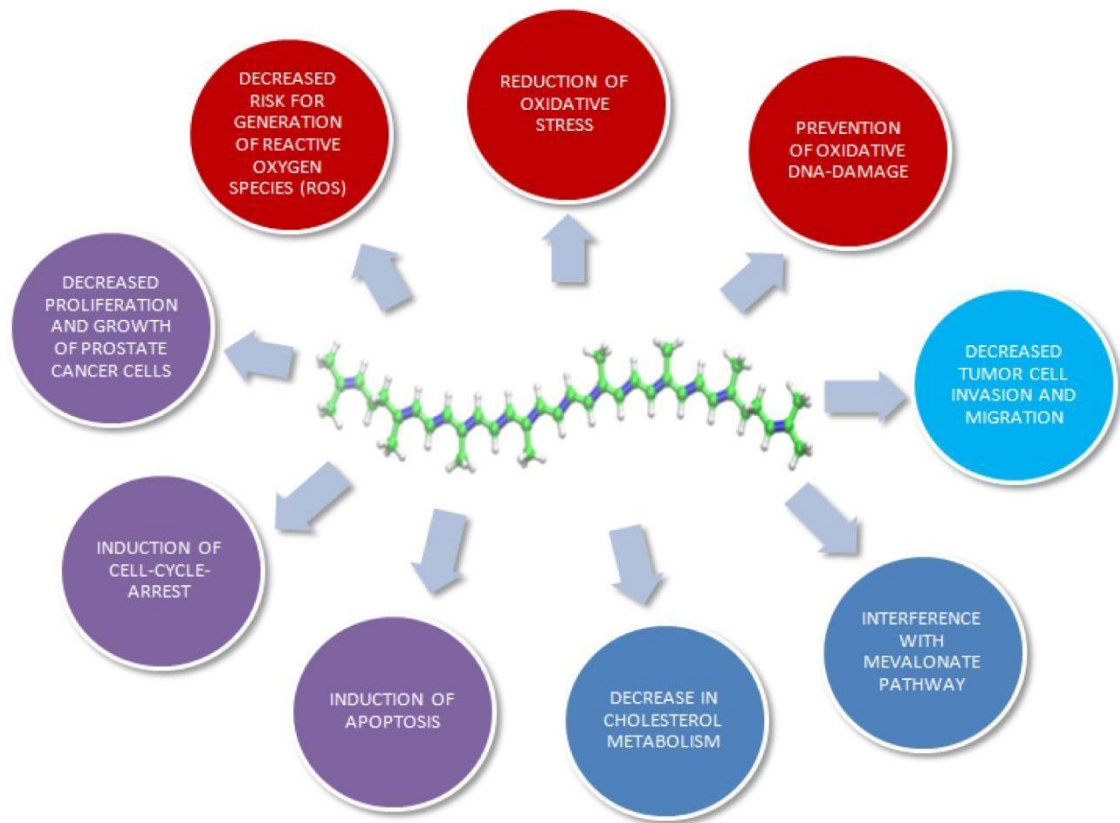 DECREASED
RISK FOR
GENERATION
OF REACTIVE
OXYGEN
SPECIES (ROS)
REDUCTION OF
OXIDATIVE
STRESS
PREVENTION
OF OXIDATIVE
DNA-DAMAGE
DECREASED
PROLIFERATION
AND GROWTH
OF PROSTATE
CANCER CELLS
DECREASED
TUMOR CELL
INVASION AND
MIGRATION
INDUCTION OF
CELL-CYCLE-
ARREST
INDUCTION OF
APOPTOSIS
DECREASE IN
CHOLESTEROL
METABOLISM
INTERFERENCE
WITH
MEVALONATE
PATHWAY